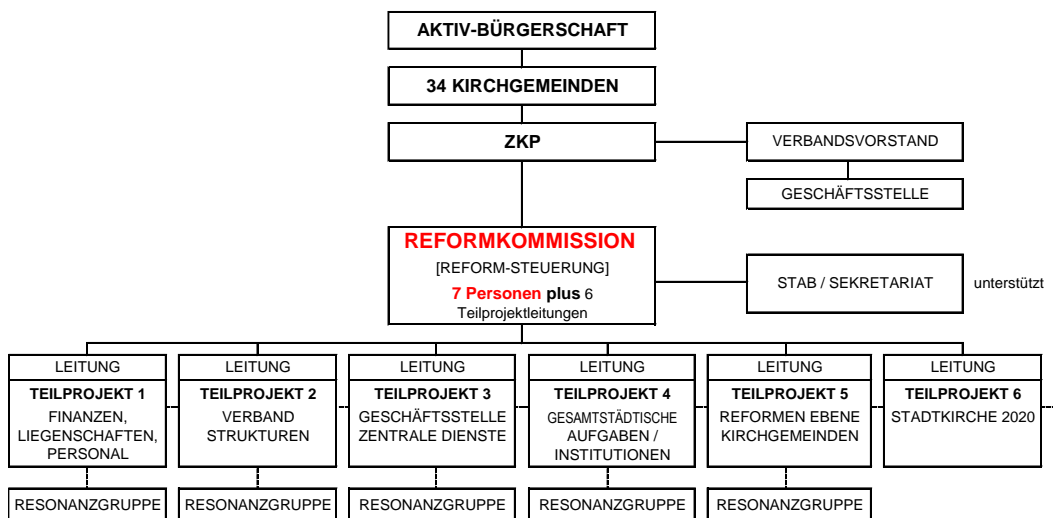 AKTIV-BÜRGERSCHAFT
34 KIRCHGEMEINDEN
ZKP
VERBANDSVORSTAND
GESCHÄFTSSTELLE
REFORMKOMMISSION
[REFORM-STEUERUNG]
7 Personen plus 6
Teilprojektleitungen
STAB / SEKRETARIAT
unterstützt
LEITUNG
TEILPROJEKT 1
FINANZEN,
LIEGENSCHAFTEN,
PERSONAL
RESONANZGRUPPE
LEITUNG
TEILPROJEKT 2
VERBAND
STRUKTUREN
RESONANZGRUPPE
LEITUNG
TEILPROJEKT 3
GESCHÄFTSSTELLE
ZENTRALE DIENSTE
RESONANZGRUPPE
LEITUNG
TEILPROJEKT 4
GESAMTSTÄDTISCHE
AUFGABEN /
INSTITUTIONEN
RESONANZGRUPPE
LEITUNG
TEILPROJEKT 5
REFORMEN EBENE
KIRCHGEMEINDEN
RESONANZGRUPPE
LEITUNG
TEILPROJEKT 6
STADTKIRCHE 2020